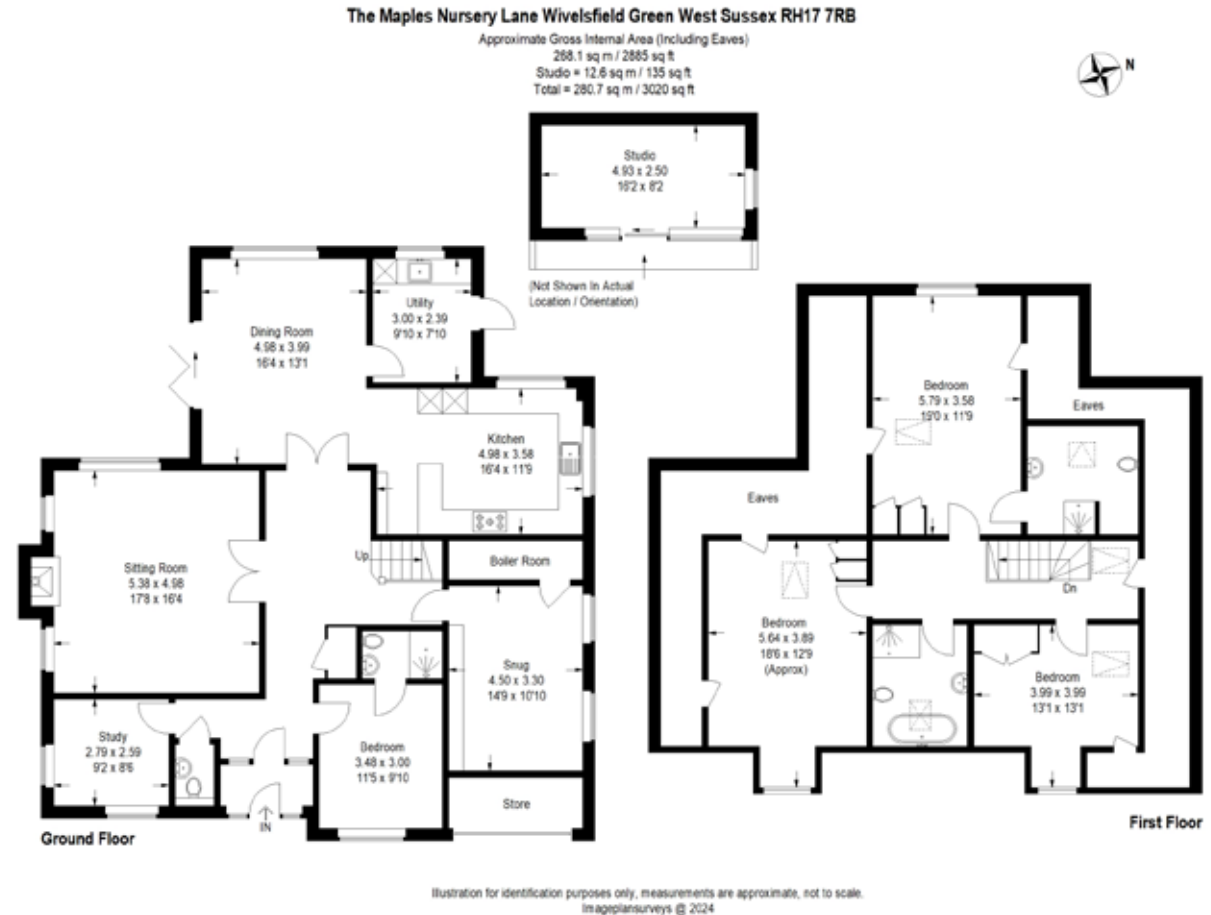 The Maples Nursery Lane Wivelsfield Green West Sussex RH17 7RB
Approximate Gross Internal Area (Including Eaves)
268.1 sq m / 2885 sq ft
Studio = 12.6 sq m / 135 sq ft
Total = 280.7 sq m / 3020 sq ft
N
Studio
4.93 x 2.50
16'2 x 8'2
(Not Shown In Actual
Location / Orientation)
Utility
3.00 x 2.39
9'10 x 7'10
Dining Room
4.98 x 3.99
16'4 x 13'1
Kitchen
4.98 x 3.58
16'4 x 11'9
Sitting Room
5.38 x 4.98
17'8 x 16'4
Up
Boiler Room
Snug
4.50 x 3.30
14'9 x 10'10
Study
2.79 x 2.59
9'2 x 8'6
Bedroom
3.48 x 3.00
11'5 x 9'10
Store
IN
Ground Floor
Bedroom
5.79 x 3.58
19'0 x 11'9
Eaves
Eaves
Dn
Bedroom
5.64 x 3.89
18'6 x 12'9
(Approx)
Bedroom
3.99 x 3.99
13'1 x 13'1
First Floor
Illustration for identification purposes only, measurements are approximate, not to scale.
Imageplansurveys @ 2024